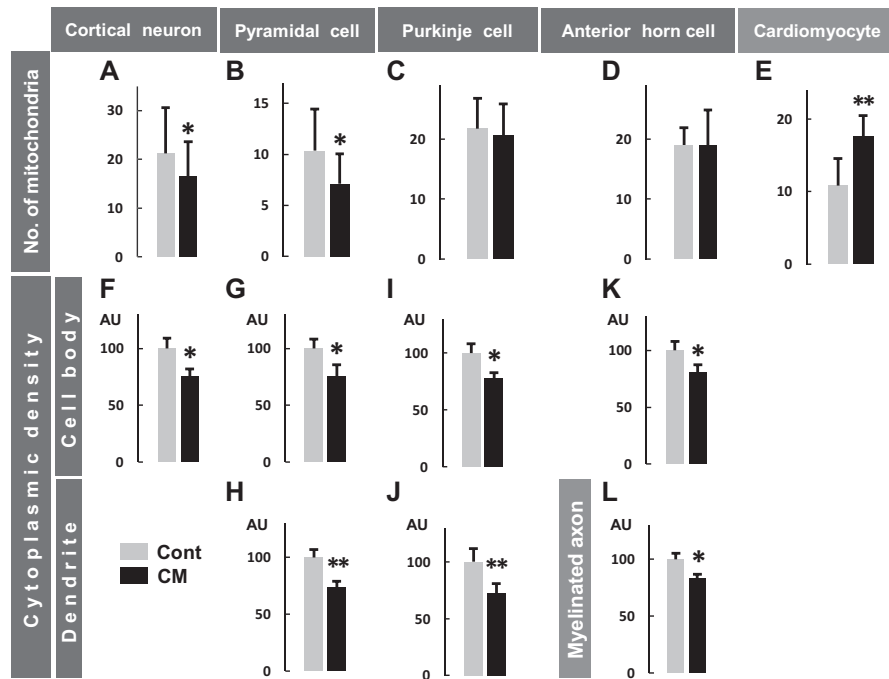 Cortical neuron Pyramidal cell Purkinje cell Anterior horn cell Cardiomyocyte
No. of mitochondria
A
30
20
10
0
*
B
15
10
5
0
*
C
20
10
0
D
20
10
0
E
20
10
0
**
Cytoplasmic density
Cell body
F
AU
100
50
0
*
G
AU
100
50
0
*
I
AU
100
50
0
*
K
AU
100
50
0
*
Dendrite
Cont
CM
H
AU
100
50
0
**
J
AU
100
50
0
**
Myelinated axon
L
AU
100
50
0
*